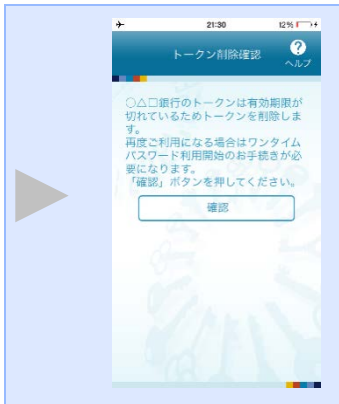 21:30
12%
トークン削除確認
?
ヘルプ
○△□銀行のトークンは有効期限が
切れているためトークンを削除しま
す。
再度ご利用になる場合はワンタイム
パスワード利用開始のお手続きが必
要になります。
「確認」ボタンを押してください。
確認